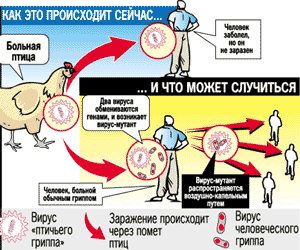 КАК ЭТО ПРОИСХОДИТ СЕЙЧАС...
Больная
птица
Человек
заболел,
но он
не заразен
... И ЧТО МОЖЕТ СЛУЧИТЬСЯ
Два вируса
обмениваются
генами, и возникает
вирус-мутант
Человек, больной
обычным гриппом
Вирус-мутант
распространяется
воздушно-капельным
путем
Вирус
«птичьего
гриппа»
Заражение происходит
через помет
птиц
Вирус
человеческого
гриппа